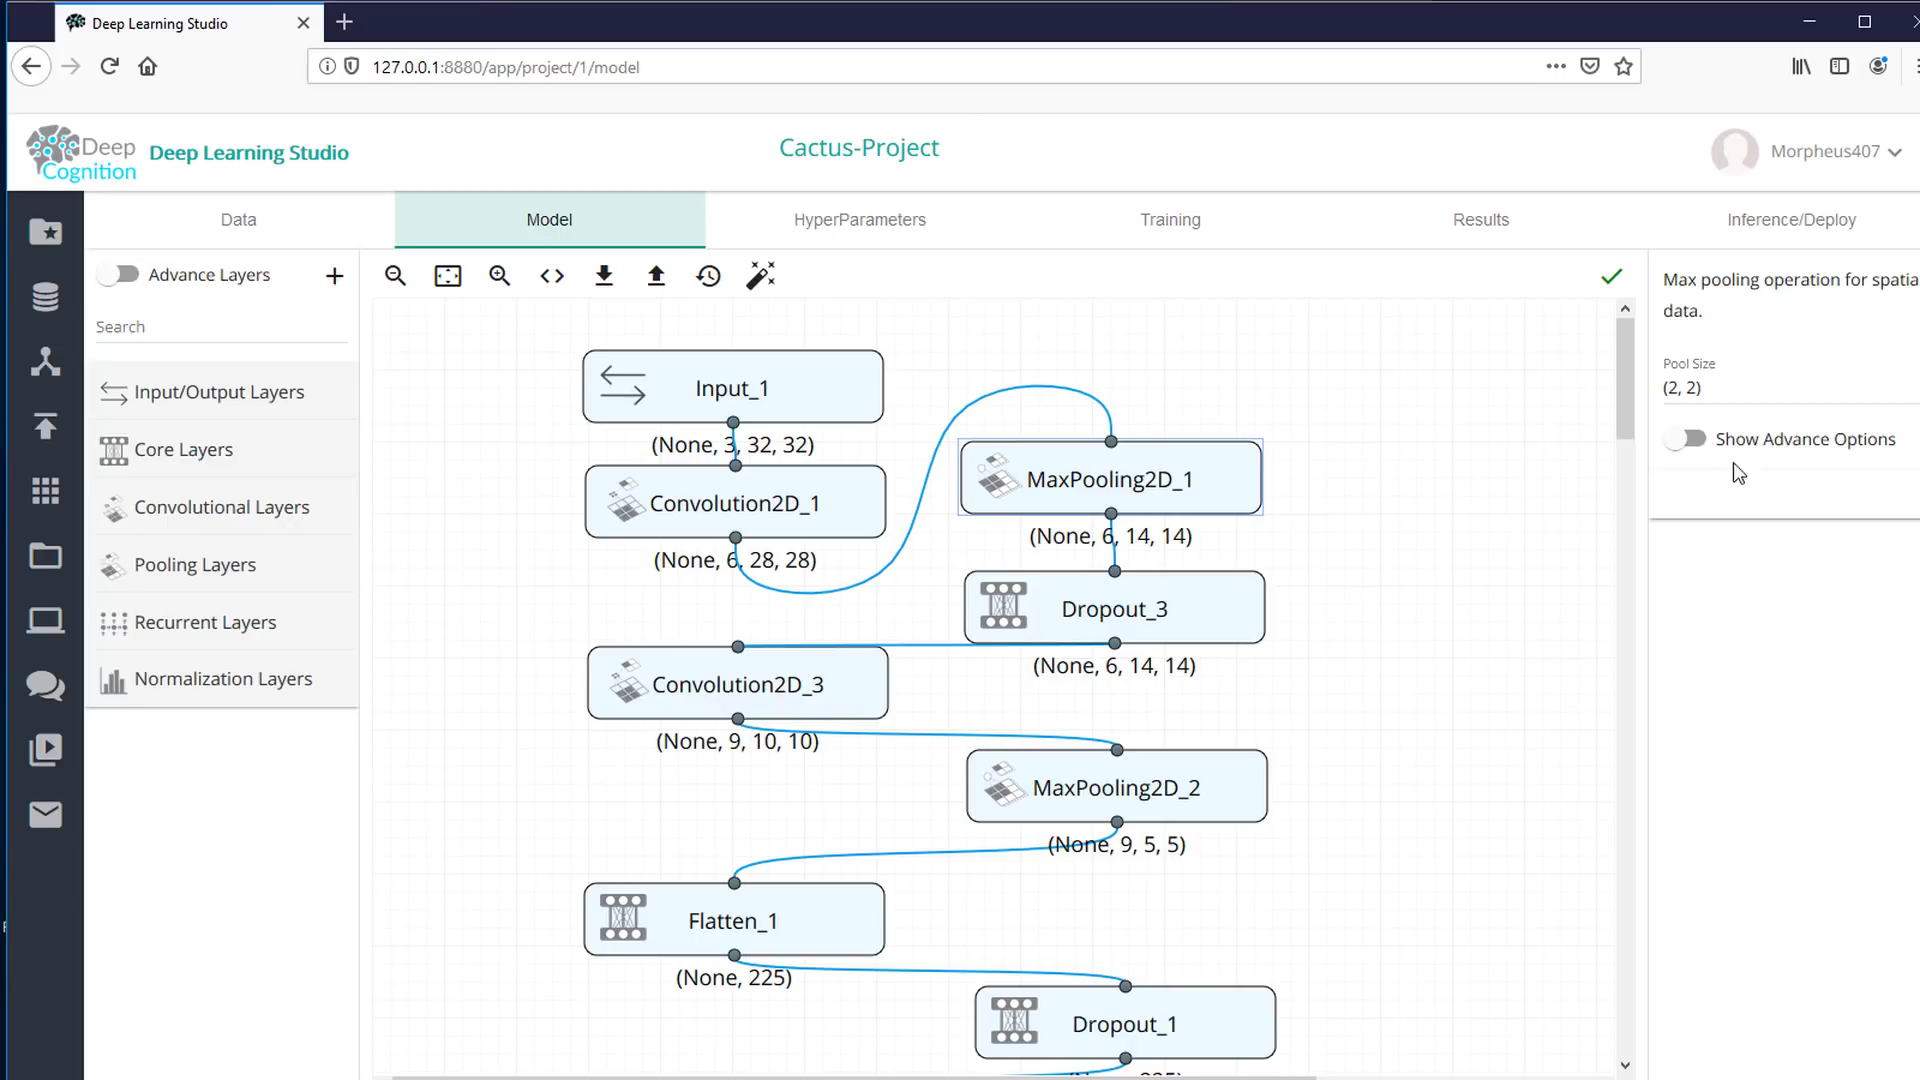 Deep Learning Studio
127.0.0.1:8880/app/project/1/model
Deep
Cognition
Deep Learning Studio
Cactus-Project
Morpheus407
Data
Model
HyperParameters
Training
Results
Inference/Deploy
Advance Layers
Search
Input/Output Layers
Core Layers
Convolutional Layers
Pooling Layers
Recurrent Layers
Normalization Layers
Input_1
(None, 3, 32, 32)
Convolution2D_1
(None, 6, 28, 28)
MaxPooling2D_1
(None, 6, 14, 14)
Dropout_3
(None, 6, 14, 14)
Convolution2D_3
(None, 9, 10, 10)
MaxPooling2D_2
(None, 9, 5, 5)
Flatten_1
(None, 225)
Dropout_1
Max pooling operation for spatia
data.
Pool Size
(2, 2)
Show Advance Options